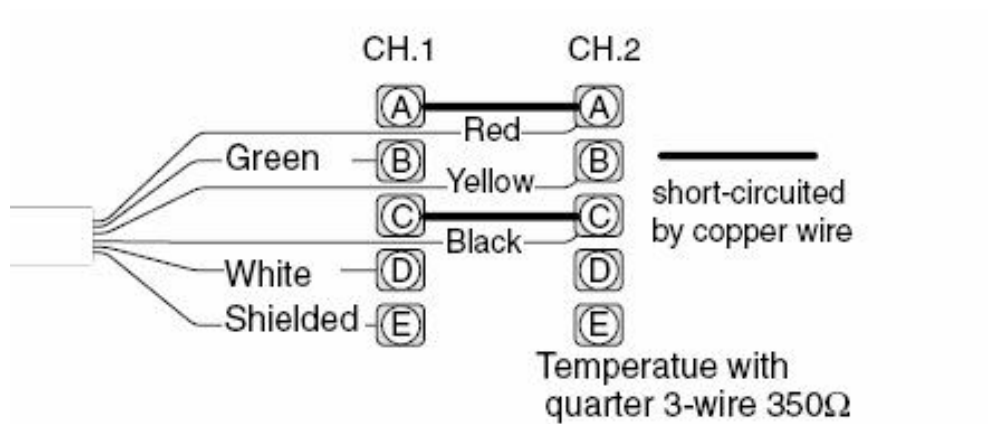 CH.1 CH.2
A A
Red
Green B B
Yellow
C C
Black
White D D
Shielded E E
short-circuited
by copper wire
Temperatue with
quarter 3-wire 350Ω